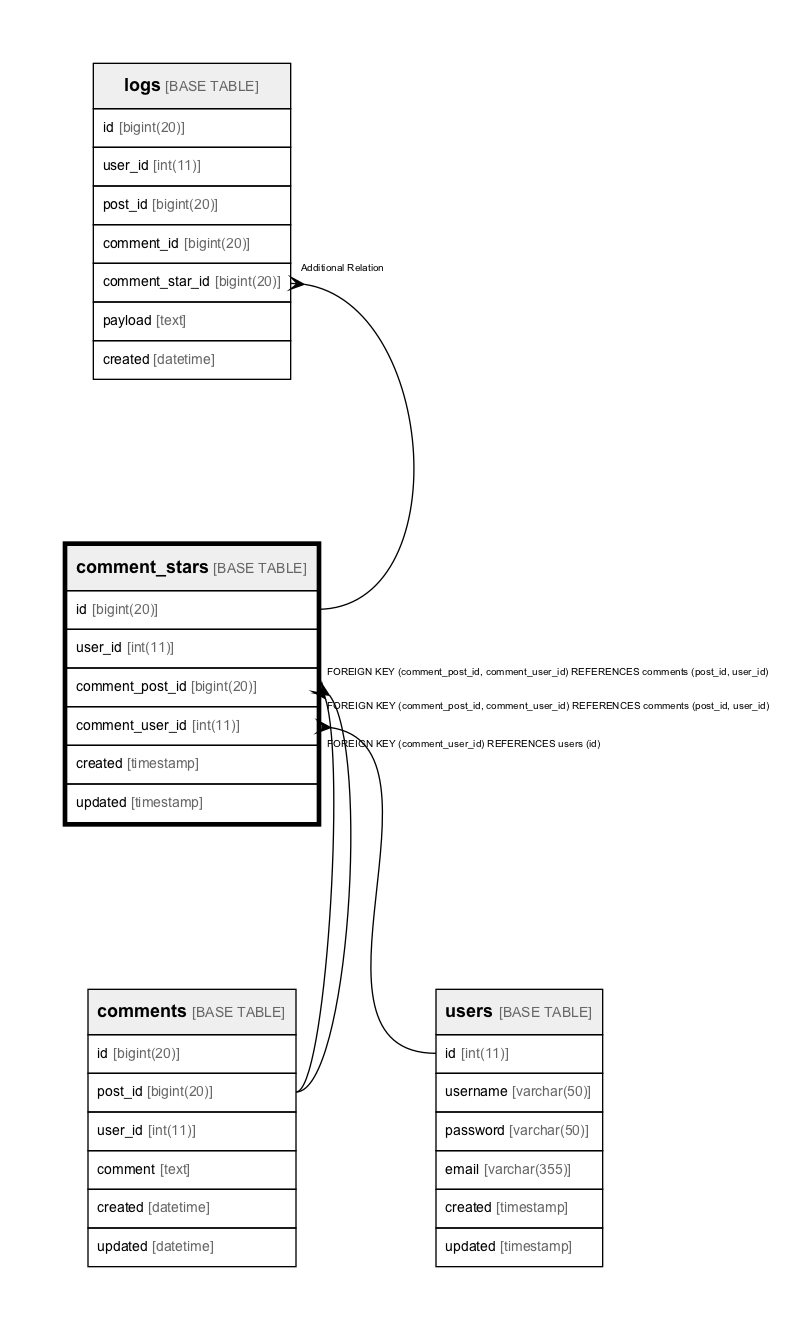 logs [BASE TABLE]
id [bigint(20)]
user_id [int(11)]
post_id [bigint(20)]
comment_id [bigint(20)]
comment_star_id [bigint(20)]
payload [text]
created [datetime]
Additional Relation
comment_stars [BASE TABLE]
id [bigint(20)]
user_id [int(11)]
comment_post_id [bigint(20)]
comment_user_id [int(11)]
created [timestamp]
updated [timestamp]
FOREIGN KEY (comment_post_id, comment_user_id) REFERENCES comments (post_id, user_id)
FOREIGN KEY (comment_post_id, comment_user_id) REFERENCES comments (post_id, user_id)
FOREIGN KEY (comment_user_id) REFERENCES users (id)
comments [BASE TABLE]
id [bigint(20)]
post_id [bigint(20)]
user_id [int(11)]
comment [text]
created [datetime]
updated [datetime]
users [BASE TABLE]
id [int(11)]
username [varchar(50)]
password [varchar(50)]
email [varchar(355)]
created [timestamp]
updated [timestamp]